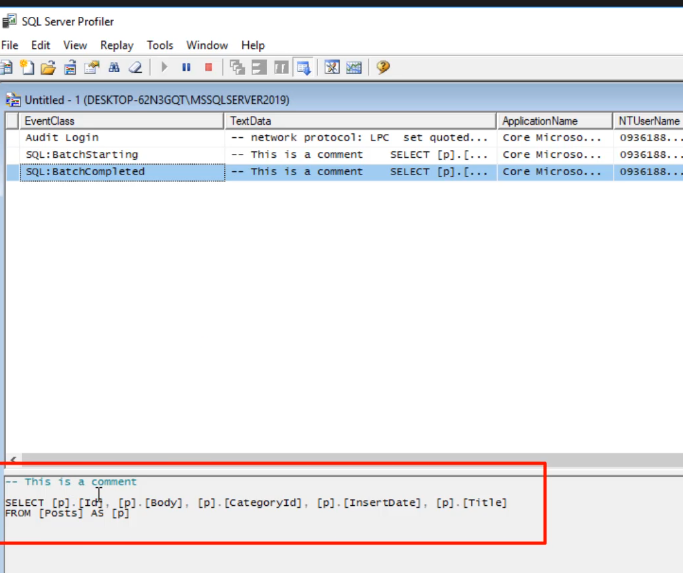 SQL Server Profiler
File Edit View Replay Tools Window Help
Untitled - 1 (DESKTOP-62N3GQT\MSSQLSERVER2019)
EventClass TextData ApplicationName NTUserName
Audit Login -- network protocol: LPC set quoted... Core Microso... 0936188...
SQL:BatchStarting -- This is a comment SELECT [p].[... Core Microso... 0936188...
SQL:BatchCompleted -- This is a comment SELECT [p].[... Core Microso... 0936188...
-- This is a comment
SELECT [p].[Id], [p].[Body], [p].[CategoryId], [p].[InsertDate], [p].[Title]
FROM [Posts] AS [p]